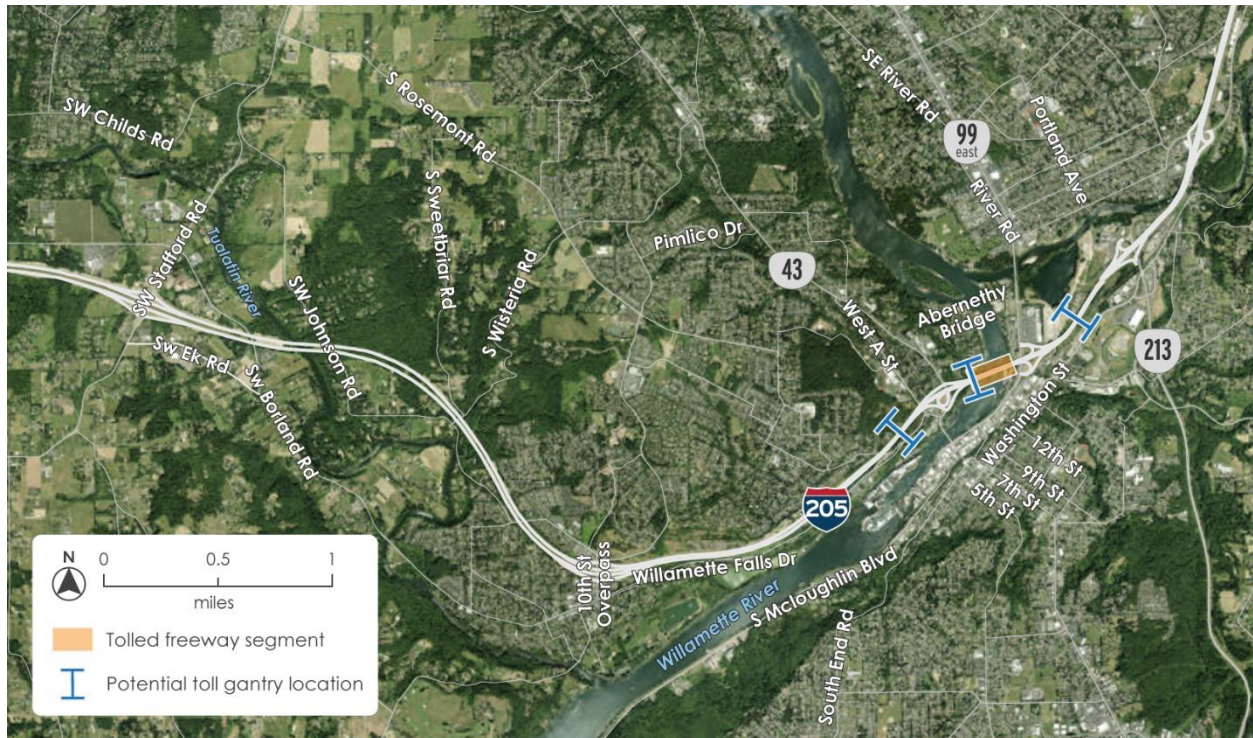 SW Childs Rd
S Rosemont Rd
SE River Rd
99
east
Portland Ave
River Rd
SW Stafford Rd
Tualatin River
S Sweetbriar Rd
Pimlico Dr
43
S Wisteria Rd
SW Johnson Rd
West A St
Abernethy
Bridge
213
Sw Ek Rd
Sw Borland Rd
Washington St
12th St
9th St
7th St
5th St
205
10th St
Overpass
Willamette Falls Dr
Willamette River
S Mcloughlin Blvd
South End Rd
N
0 0.5 1
miles
Tolled freeway segment
Potential toll gantry location